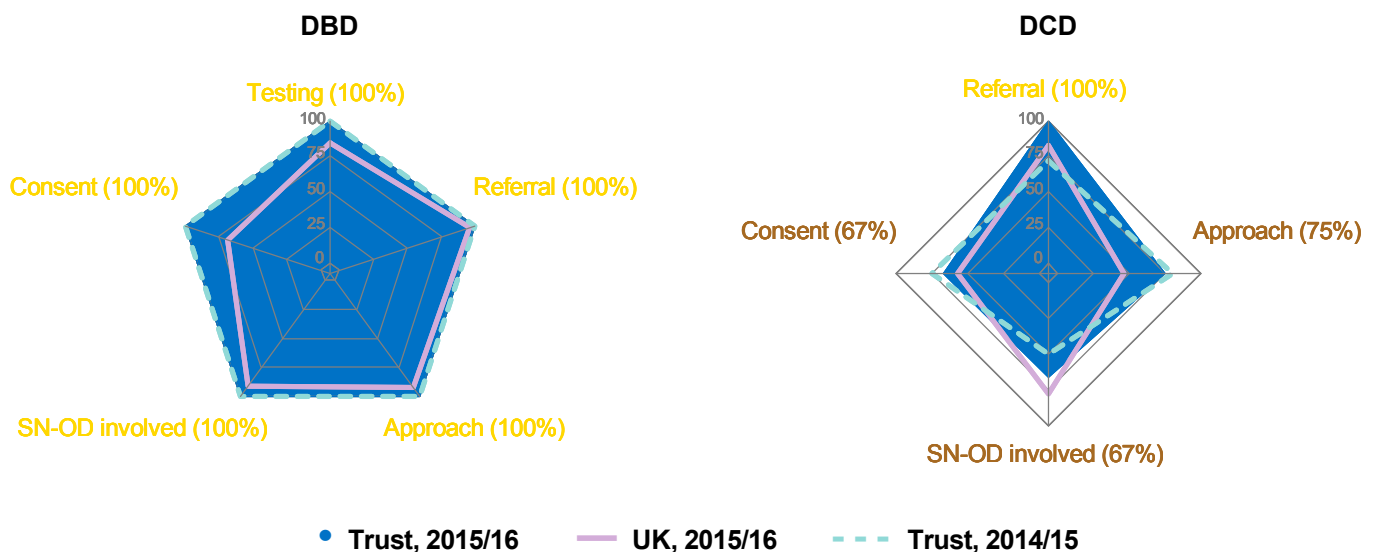 DBD
Testing (100%)
100
75
50
25
0
Consent (100%)
Referral (100%)
SN-OD involved (100%)
Approach (100%)
DCD
Referral (100%)
100
75
50
25
0
Consent (67%)
Approach (75%)
SN-OD involved (67%)
Trust, 2015/16
UK, 2015/16
Trust, 2014/15